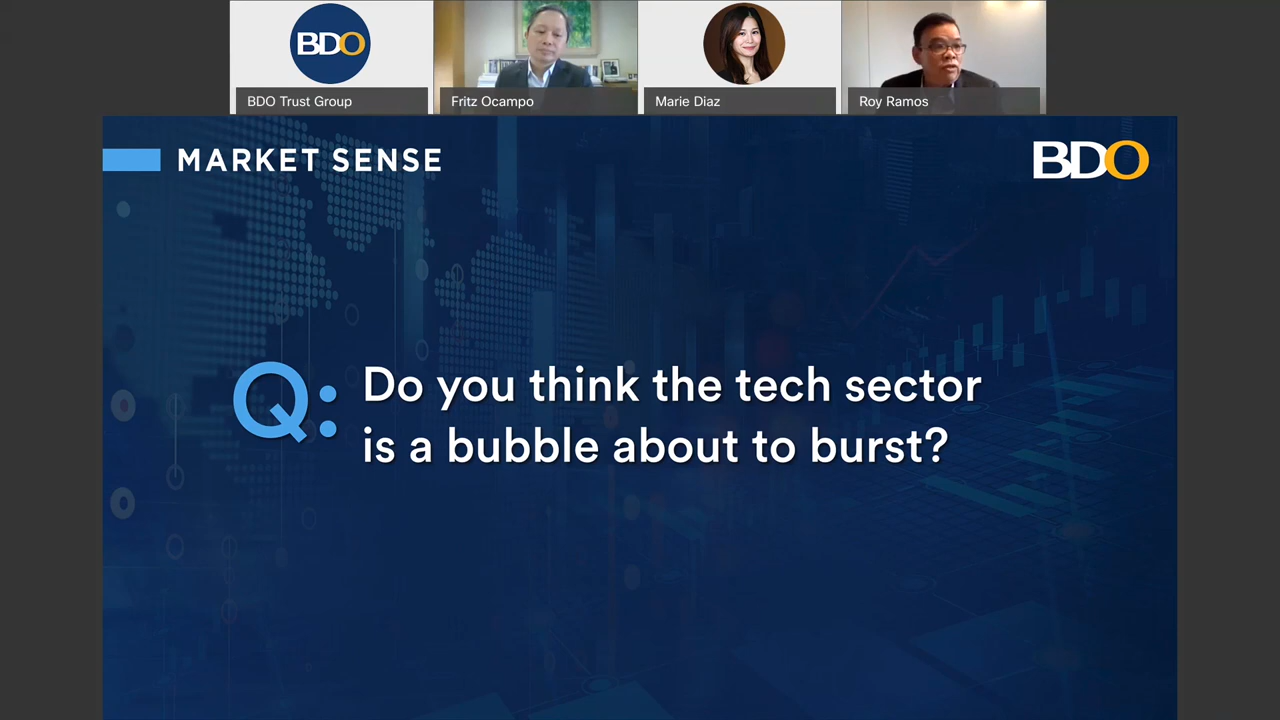 BDO
BDO Trust Group
Fritz Ocampo
Marie Diaz
Roy Ramos
MARKET SENSE
BDO
Q: Do you think the tech sector
is a bubble about to burst?